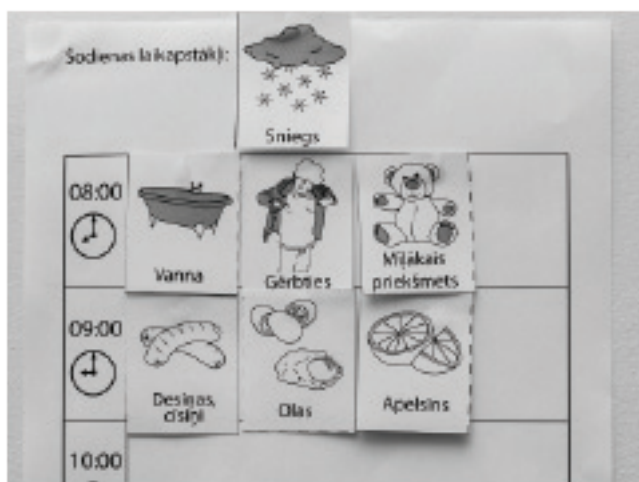 Šodienas laikapstākļi:
Sniegs
08:00
Vanna
Ģērbties
Mīļākais
priekšmets
09:00
Desiņas,
cīsiņi
Olas
Apelsīns
10:00